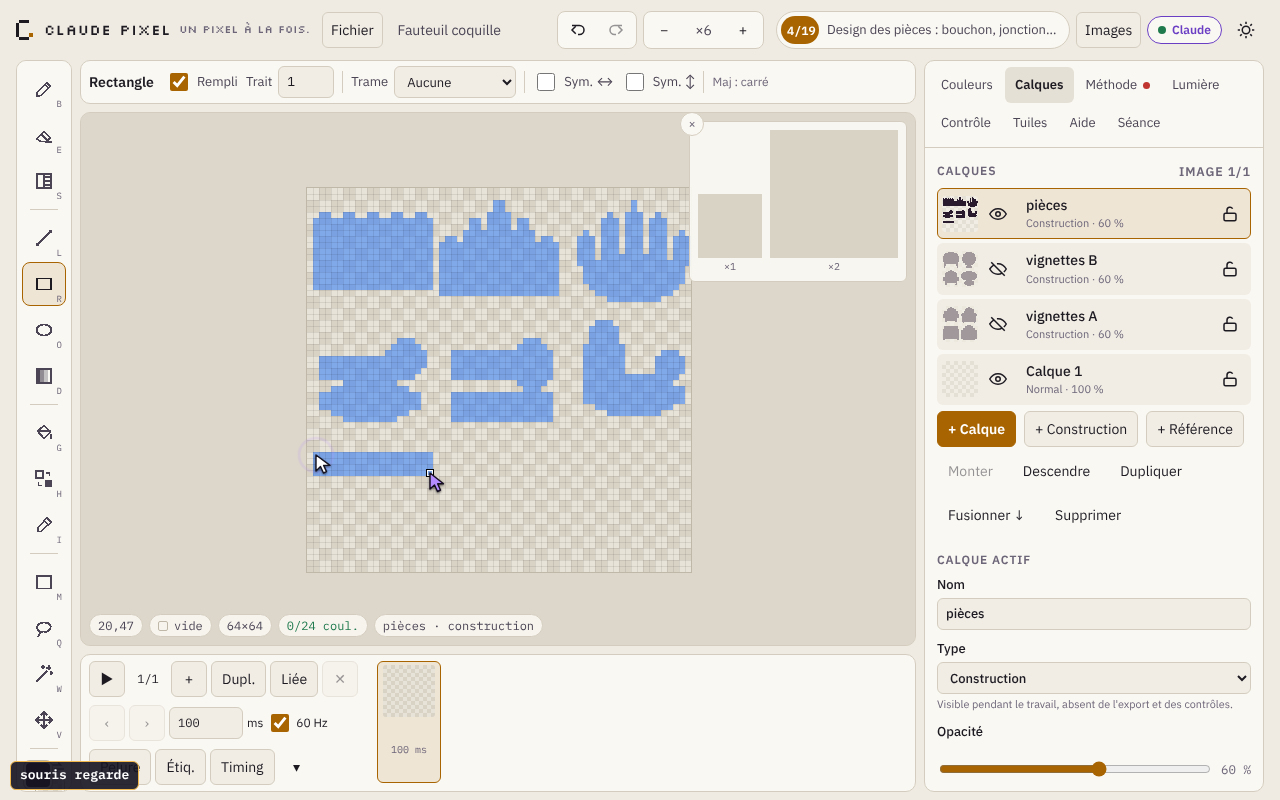 CLAUDE PIXEL UN PIXEL À LA FOIS. Fichier Fauteuil coquille − ×6 + 4/19 Design des pièces : bouchon, jonction… Images Claude
B
E
S
L
R
O
D
G
H
I
M
Q
W
V
Rectangle Rempli Trait 1 Trame Aucune Sym. ↔ Sym. ↕ Maj : carré
×
×1 ×2
20,47 vide 64×64 0/24 coul. pièces · construction
1/1 + Dupl. Liée ×
‹ › 100 ms 60 Hz
Étiq. Timing ▼
100 ms
souris regarde
Couleurs Calques Méthode Lumière
Contrôle Tuiles Aide Séance
CALQUES IMAGE 1/1
pièces
Construction · 60 %
vignettes B
Construction · 60 %
vignettes A
Construction · 60 %
Calque 1
Normal · 100 %
+ Calque + Construction + Référence
Monter Descendre Dupliquer
Fusionner ↓ Supprimer
CALQUE ACTIF
Nom
pièces
Type
Construction
Visible pendant le travail, absent de l'export et des contrôles.
Opacité
60 %